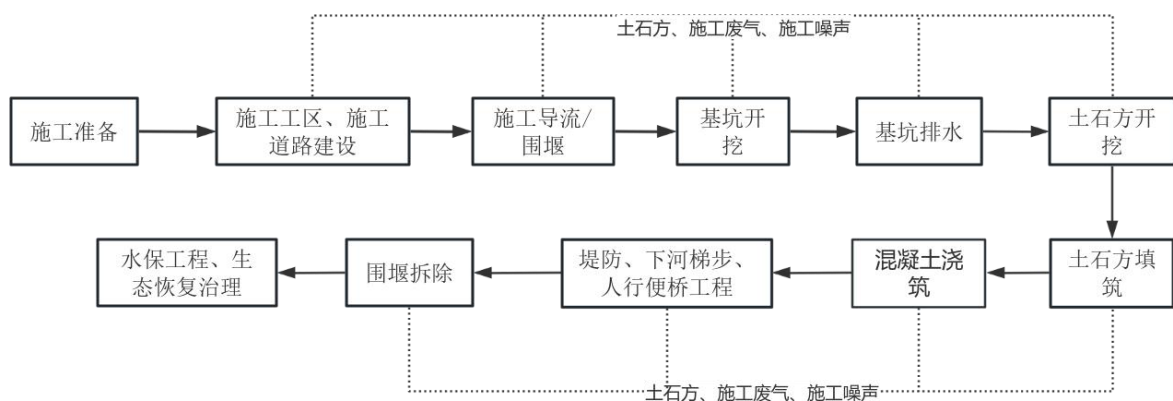 土石方、施工废气、施工噪声
施工准备
施工工区、施工
道路建设
施工导流/
围堰
基坑开
挖
基坑排水
土石方开
挖
水保工程、生
态恢复治理
围堰拆除
堤防、下河梯步、
人行便桥工程
混凝土浇
筑
土石方填
筑
土石方、施工废气、施工噪声